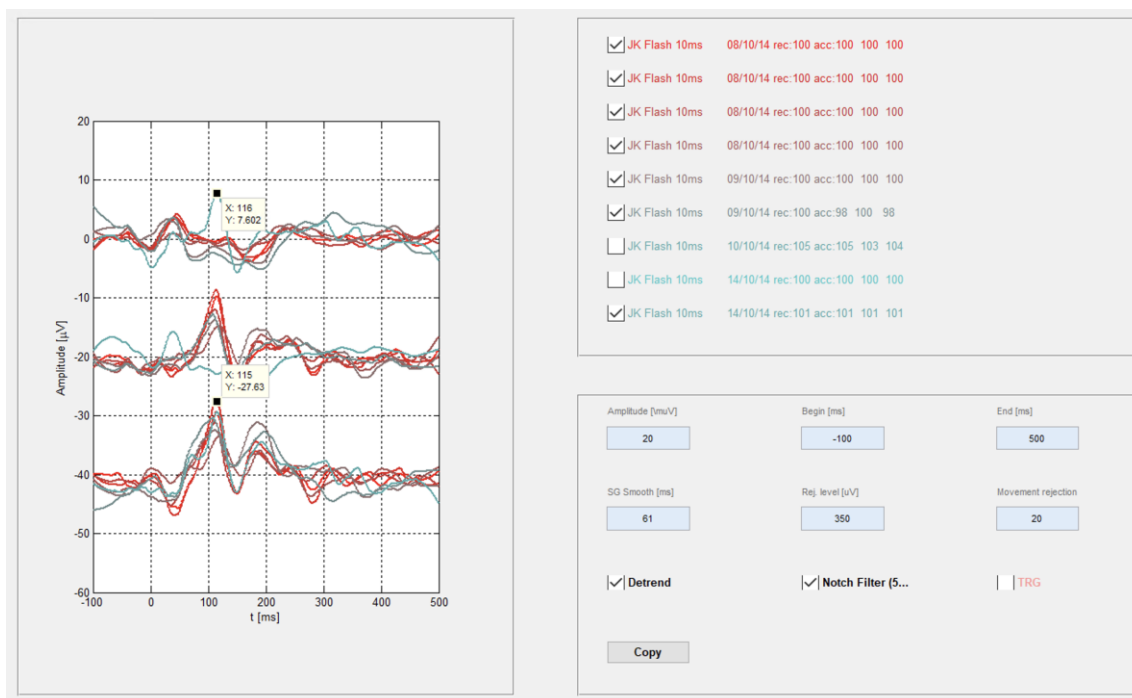 20
10
0
-10
-20
-30
-40
-50
-60
-100 0 100 200 300 400 500
Amplitude [μV]
t [ms]
X: 116
Y: 7.602
X: 115
Y: -27.63
JK Flash 10ms 08/10/14 rec:100 acc:100 100 100
JK Flash 10ms 08/10/14 rec:100 acc:100 100 100
JK Flash 10ms 08/10/14 rec:100 acc:100 100 100
JK Flash 10ms 08/10/14 rec:100 acc:100 100 100
JK Flash 10ms 09/10/14 rec:100 acc:100 100 100
JK Flash 10ms 09/10/14 rec:100 acc:98 100 98
JK Flash 10ms 10/10/14 rec:105 acc:105 103 104
JK Flash 10ms 14/10/14 rec:100 acc:100 100 100
JK Flash 10ms 14/10/14 rec:101 acc:101 101 101
Amplitude [\muV] Begin [ms] End [ms]
20 -100 500
SG Smooth [ms] Rej. level [uV] Movement rejection
61 350 20
Detrend Notch Filter (5... TRG
Copy